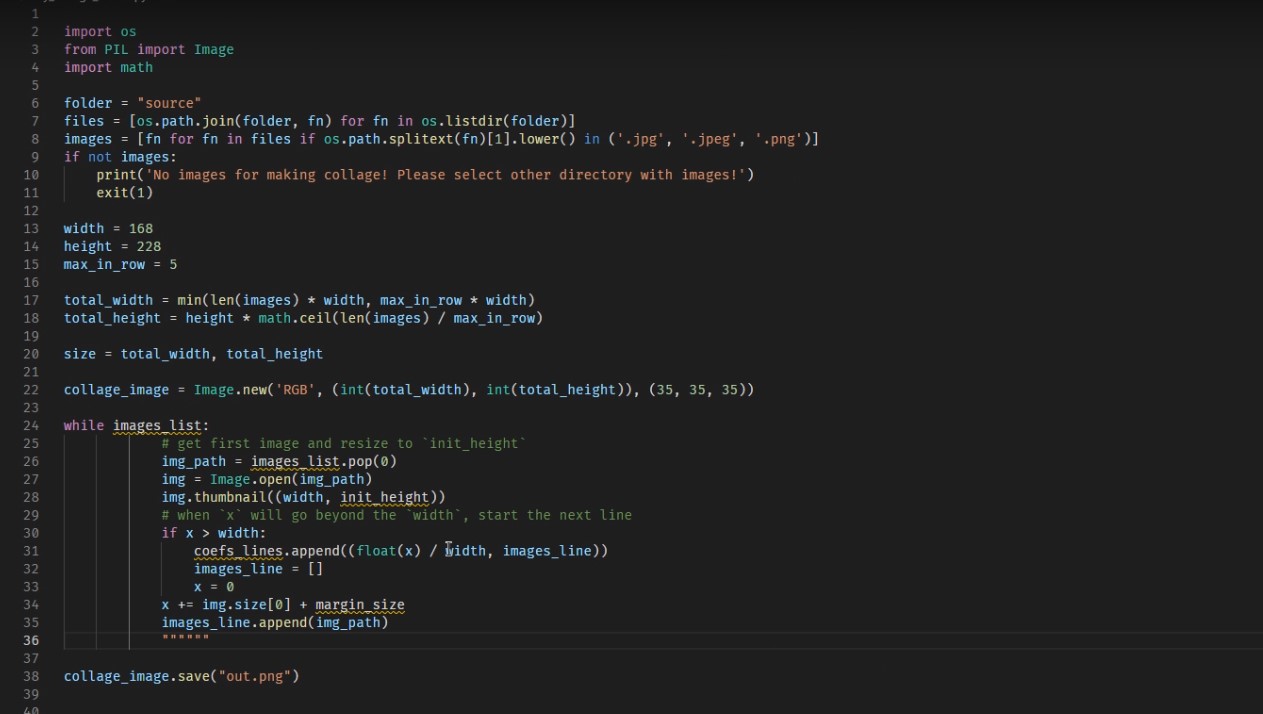 1
2 import os
3 from PIL import Image
4 import math
5
6 folder = "source"
7 files = [os.path.join(folder, fn) for fn in os.listdir(folder)]
8 images = [fn for fn in files if os.path.splitext(fn)[1].lower() in ('.jpg', '.jpeg', '.png')]
9 if not images:
10     print('No images for making collage! Please select other directory with images!')
11     exit(1)
12
13 width = 168
14 height = 228
15 max_in_row = 5
16
17 total_width = min(len(images) * width, max_in_row * width)
18 total_height = height * math.ceil(len(images) / max_in_row)
19
20 size = total_width, total_height
21
22 collage_image = Image.new('RGB', (int(total_width), int(total_height)), (35, 35, 35))
23
24 while images_list:
25             # get first image and resize to `init_height`
26             img_path = images_list.pop(0)
27             img = Image.open(img_path)
28             img.thumbnail((width, init_height))
29             # when `x` will go beyond the `width`, start the next line
30             if x > width:
31                 coefs_lines.append((float(x) / width, images_line))
32                 images_line = []
33                 x = 0
34             x += img.size[0] + margin_size
35             images_line.append(img_path)
36             """"""
37
38 collage_image.save("out.png")
39
40